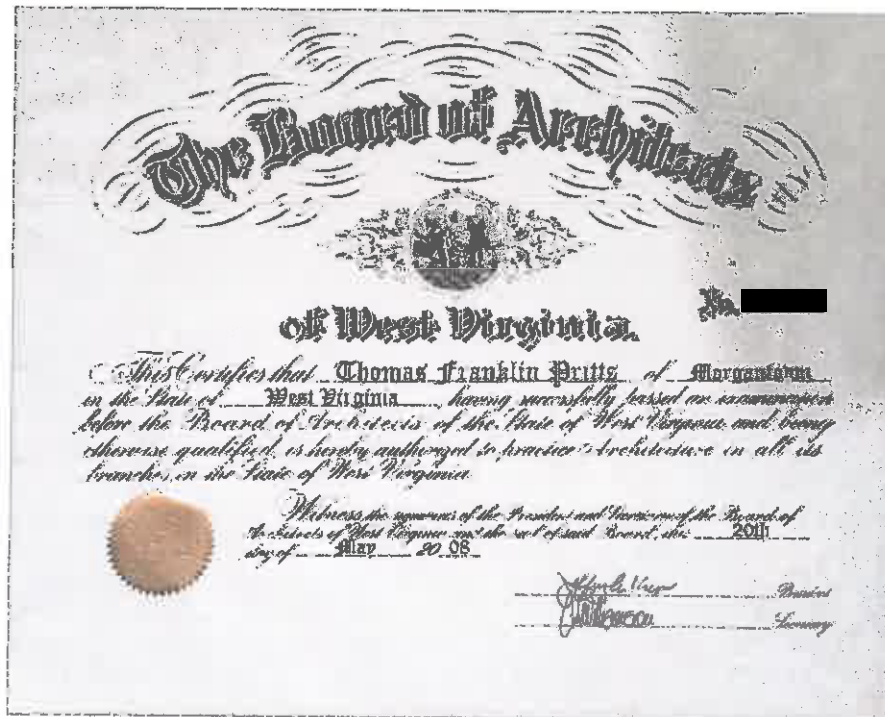 The Board of Architects
of West Virginia.
No.
This Certifies that Thomas Franklin Pritts of Morgantown
in the State of West Virginia, having successfully passed an examination
before the Board of Architects of the State of West Virginia and being
otherwise qualified, is hereby authorized to practice Architecture in all its
branches, in the State of West Virginia
Witness the signatures of the President and Secretary of the Board of
Architects of West Virginia and the seal of said Board, this 20th
day of May 20 08
President
Secretary